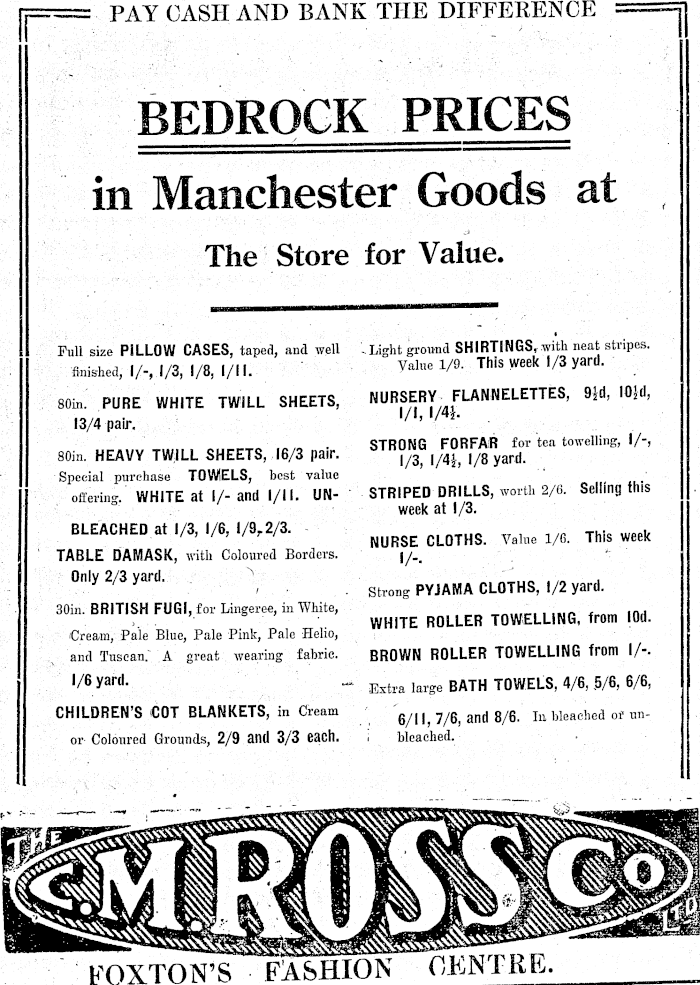 PAY CASH AND BANK THE DIFFERENCE
BEDROCK PRICES
in Manchester Goods at
The Store for Value.
Full size PILLOW CASES, taped, and well
finished, 1/-, 1/3, 1/8, 1/11.
80in. PURE WHITE TWILL SHEETS,
13/4 pair.
80in. HEAVY TWILL SHEETS, 16/3 pair.
Special purchase TOWELS, best value
offering. WHITE at 1/- and 1/11. UN-
BLEACHED at 1/3, 1/6, 1/9, 2/3.
TABLE DAMASK, with Coloured Borders.
Only 2/3 yard.
30in. BRITISH FUGI, for Lingeree, in White,
Cream, Pale Blue, Pale Pink, Pale Helio,
and Tuscan. A great wearing fabric.
1/6 yard.
CHILDREN'S COT BLANKETS, in Cream
or Coloured Grounds, 2/9 and 3/3 each.
Light ground SHIRTINGS, with neat stripes.
Value 1/9. This week 1/3 yard.
NURSERY FLANNELETTES, 9½d, 10½d,
1/1, 1/4½.
STRONG FORFAR for tea towelling, 1/-,
1/3, 1/4½, 1/8 yard.
STRIPED DRILLS, worth 2/6. Selling this
week at 1/3.
NURSE CLOTHS. Value 1/6. This week
1/-.
Strong PYJAMA CLOTHS, 1/2 yard.
WHITE ROLLER TOWELLING, from 10d.
BROWN ROLLER TOWELLING from 1/-.
Extra large BATH TOWELS, 4/6, 5/6, 6/6,
6/11, 7/6, and 8/6. In bleached or un-
bleached.
THE
C.M. ROSS CO
LTD
FOXTON'S FASHION CENTRE.